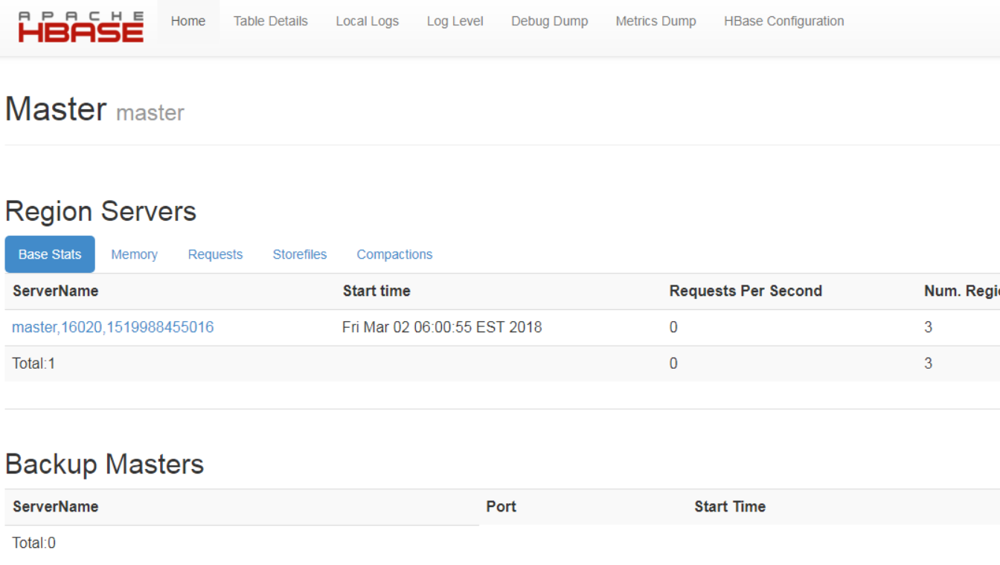 APACHE HBASE Home Table Details Local Logs Log Level Debug Dump Metrics Dump HBase Configuration
Master master
Region Servers
Base Stats Memory Requests Storefiles Compactions
ServerName Start time Requests Per Second Num.
master,16020,1519988455016 Fri Mar 02 06:00:55 EST 2018 0 3
Total:1 0 3
Backup Masters
ServerName Port Start Time
Total:0